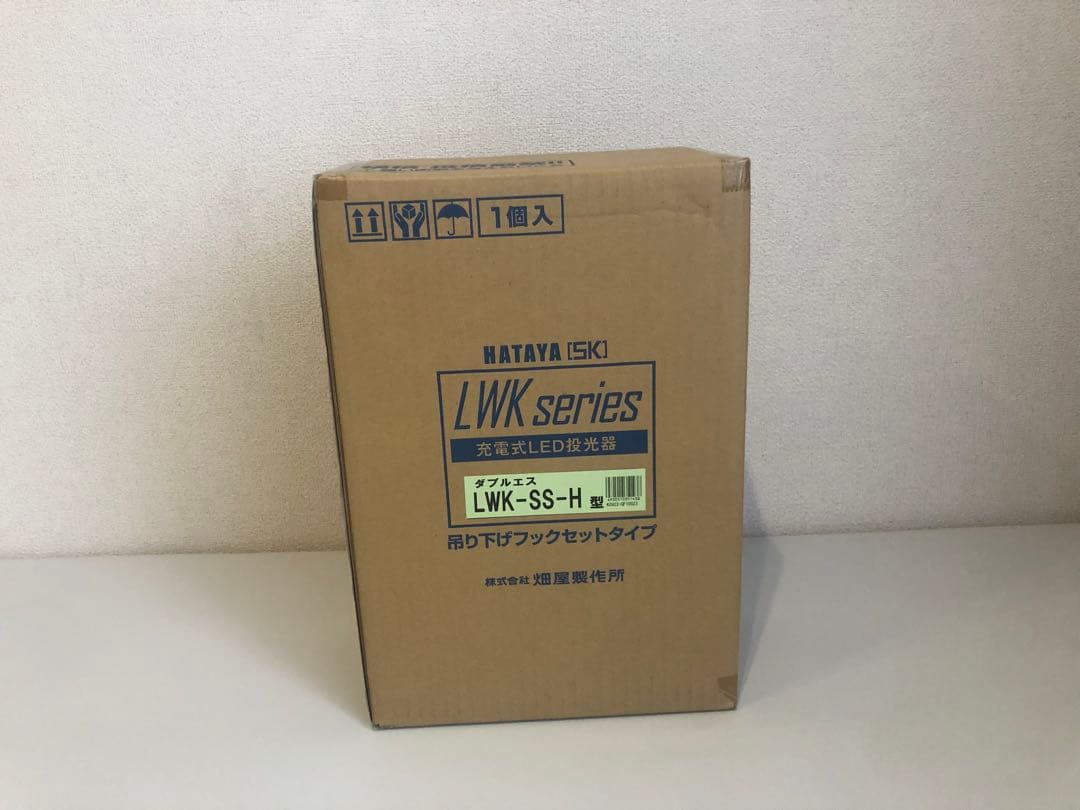 1個入
HATAYA [SK]
LWK series
充電式LED投光器
ダブルエス
LWK-SS-H 型
吊り下げフックセットタイプ
株式会社 畑屋製作所